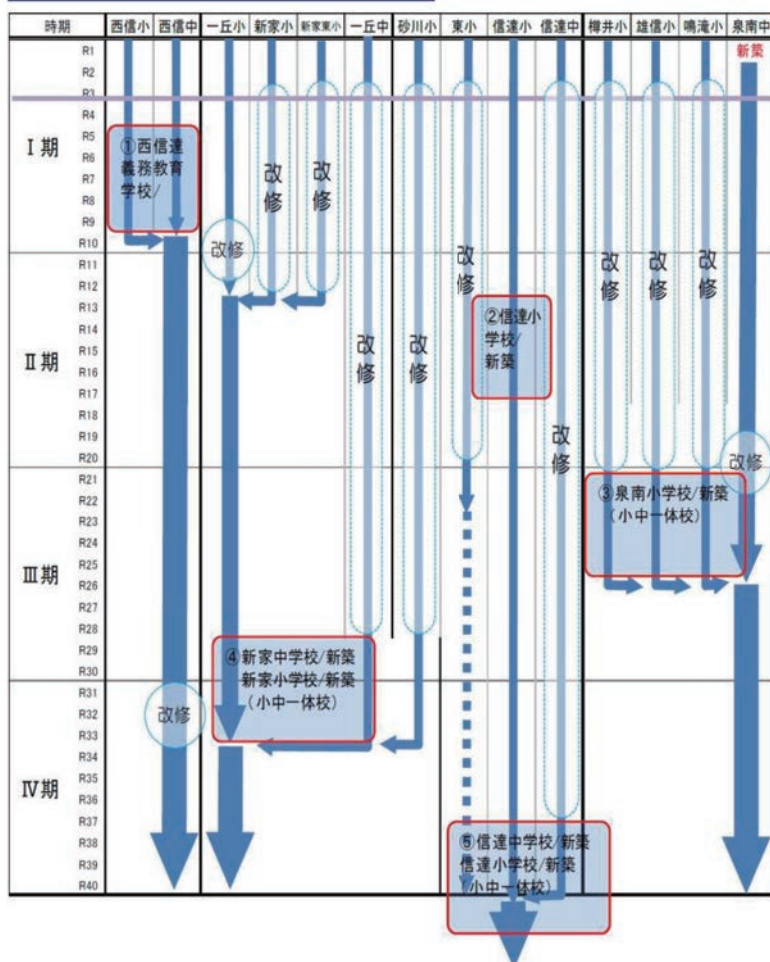 時期 西信小 西信中 一丘小 新家小 新家東小 一丘中 砂川小 東小 信達小 信達中 樽井小 雄信小 鳴滝小 泉南中
R1
新築
R2
R3
R4
Ⅰ期
R5
R6
R7
R8
R9
R10
①西信達
義務教育
学校/
改修
改修
改修
R11
R12
R13
R14
Ⅱ期
R15
R16
R17
R18
R19
R20
改修
改修
改修
改修
改修
改修
②信達小
学校/
新築
改修
改修
R21
R22
R23
R24
Ⅲ期
R25
R26
R27
R28
R29
R30
③泉南小学校/新築
(小中一体校)
④新家中学校/新築
新家小学校/新築
(小中一体校)
R31
R32
R33
R34
Ⅳ期
R35
R36
R37
R38
R39
R40
改修
⑤信達中学校/新築
信達小学校/新築
(小中一体校)